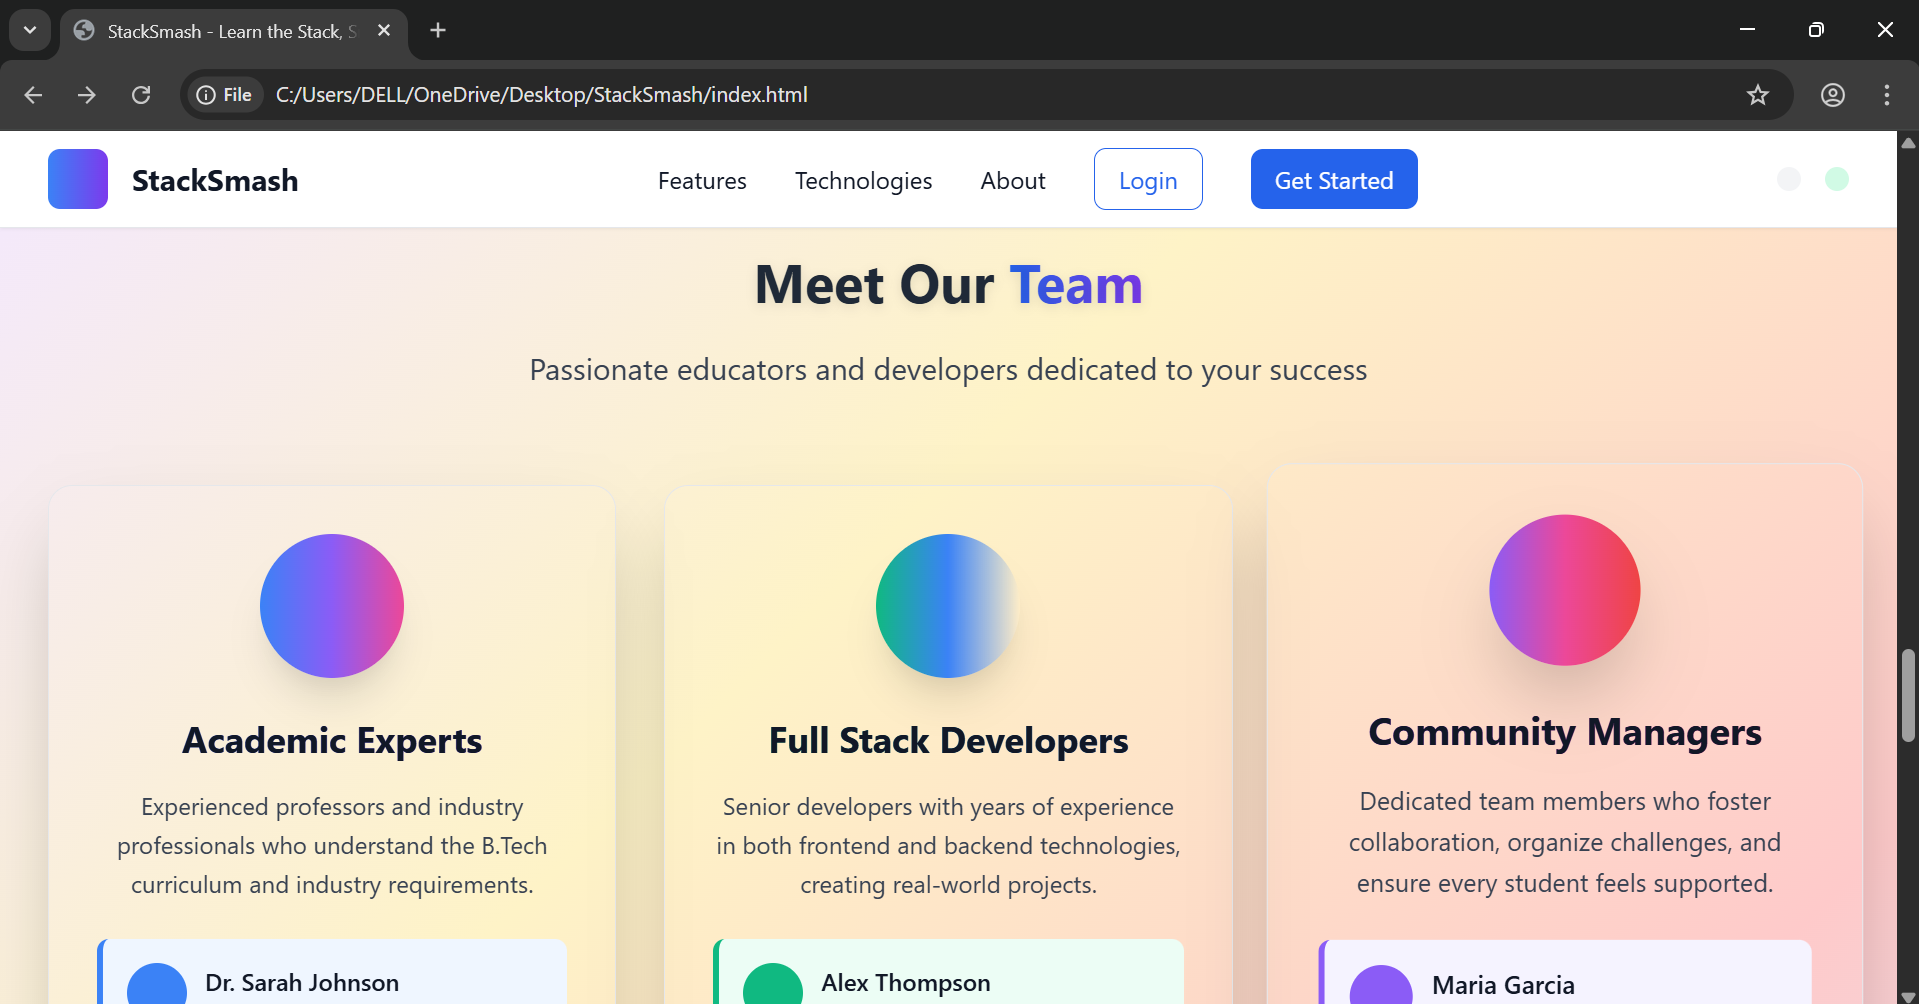 StackSmash - Learn the Stack, S
File
C:/Users/DELL/OneDrive/Desktop/StackSmash/index.html
StackSmash
Features
Technologies
About
Login
Get Started
Meet Our Team
Passionate educators and developers dedicated to your success
Academic Experts
Experienced professors and industry
professionals who understand the B.Tech
curriculum and industry requirements.
Dr. Sarah Johnson
Full Stack Developers
Senior developers with years of experience
in both frontend and backend technologies,
creating real-world projects.
Alex Thompson
Community Managers
Dedicated team members who foster
collaboration, organize challenges, and
ensure every student feels supported.
Maria Garcia